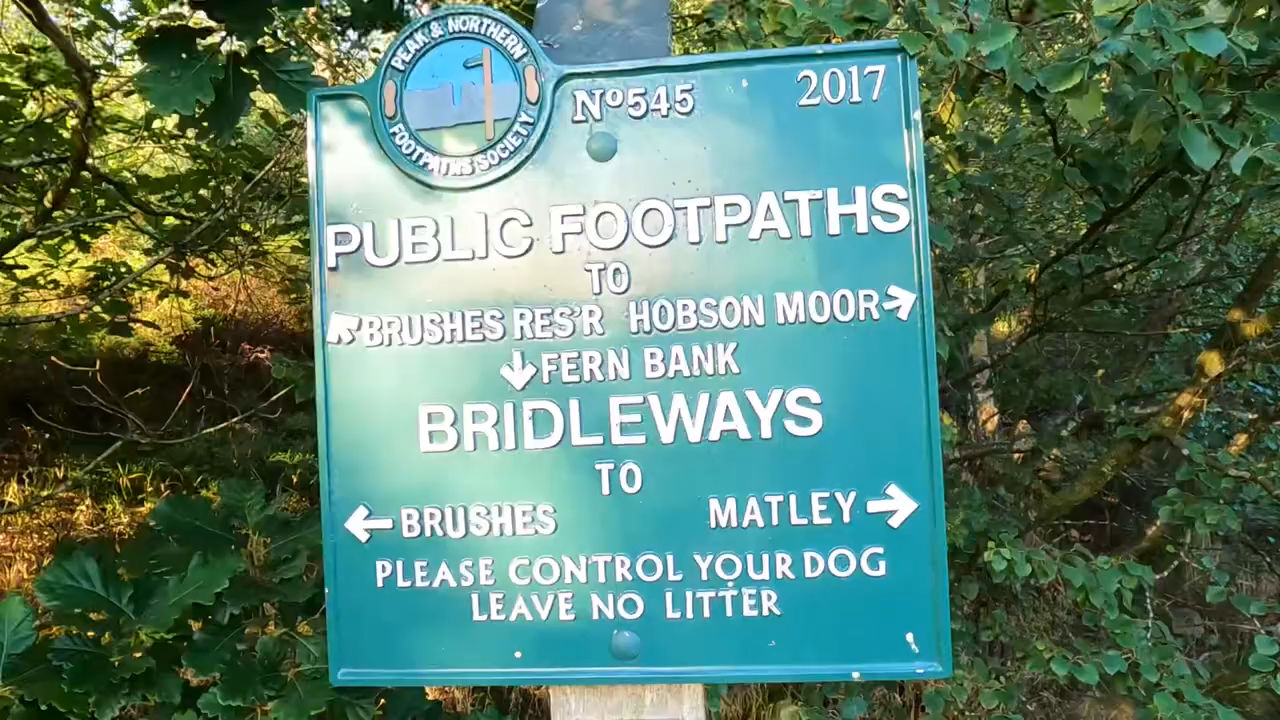 PEAK & NORTHERN
FOOTPATHS SOCIETY
Nº545
2017
PUBLIC FOOTPATHS
TO
BRUSHES RES'R HOBSON MOOR
FERN BANK
BRIDLEWAYS
TO
BRUSHES MATLEY
PLEASE CONTROL YOUR DOG
LEAVE NO LITTER